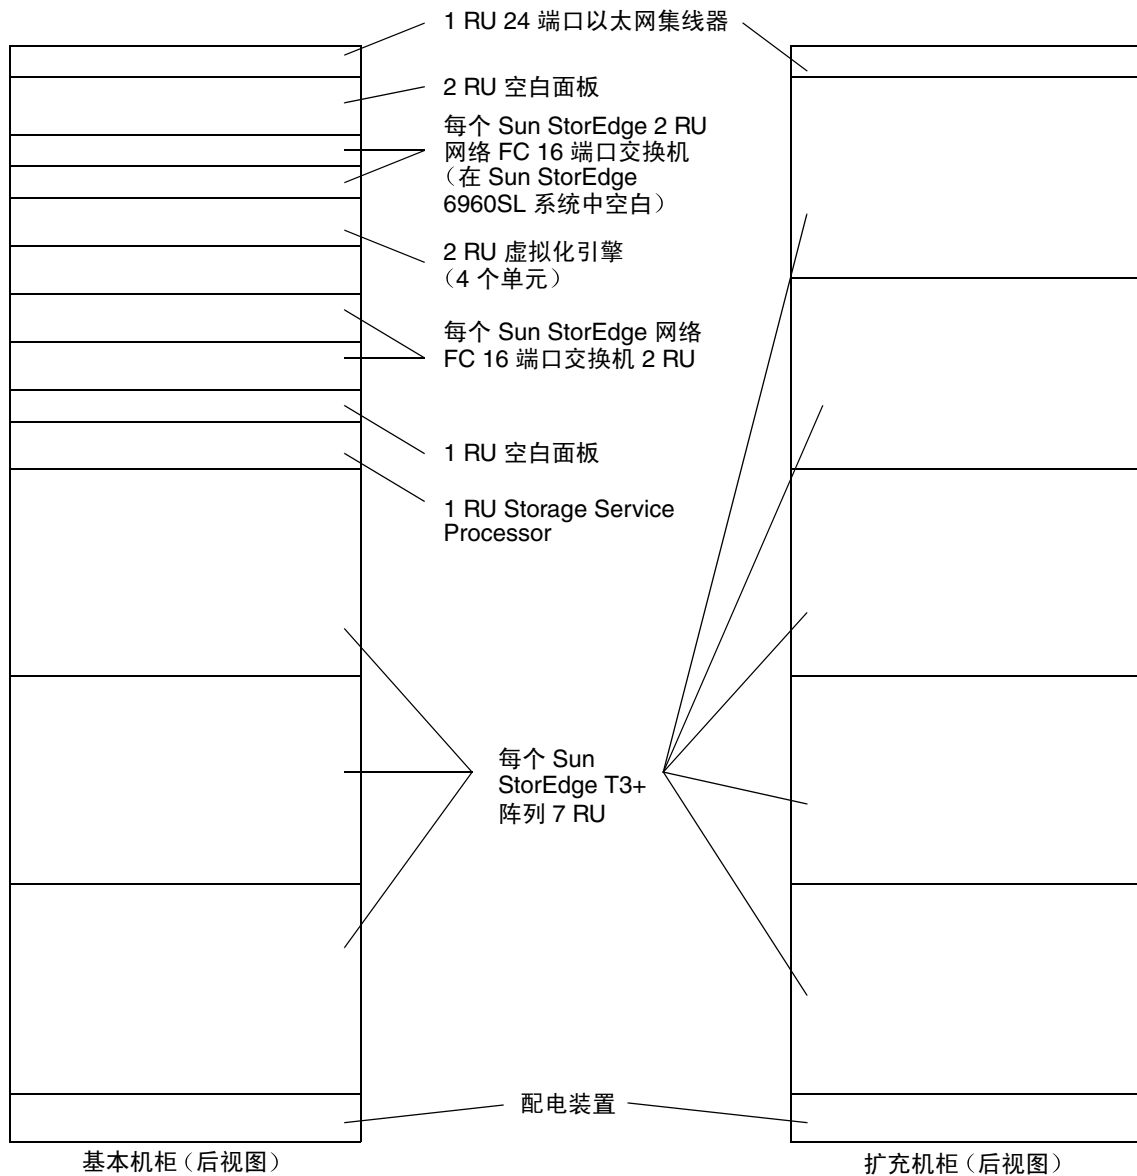 1 RU 24 端口以太网集线器
2 RU 空白面板
每个 Sun StorEdge 2 RU
网络 FC 16 端口交换机
（在 Sun StorEdge
6960SL 系统中空白）
2 RU 虚拟化引擎
（4 个单元）
每个 Sun StorEdge 网络
FC 16 端口交换机 2 RU
1 RU 空白面板
1 RU Storage Service
Processor
每个 Sun
StorEdge T3+
阵列 7 RU
配电装置
基本机柜（后视图）
扩充机柜（后视图）